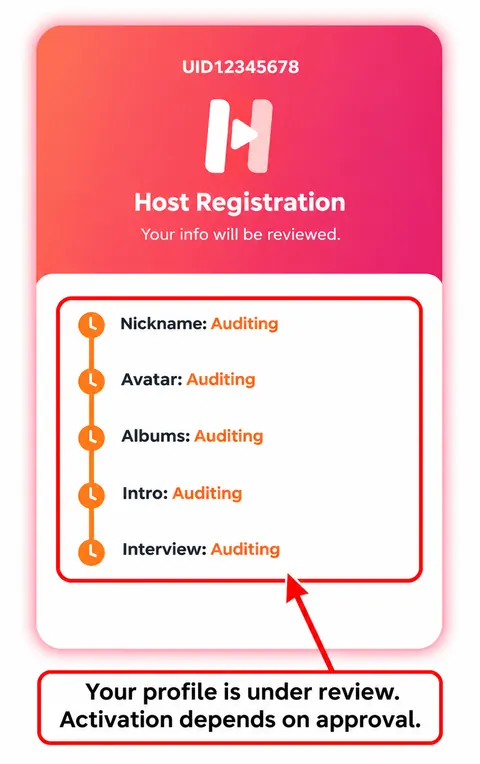 UID12345678
Host Registration
Your info will be reviewed.
Nickname: Auditing
Avatar: Auditing
Albums: Auditing
Intro: Auditing
Interview: Auditing
Your profile is under review.
Activation depends on approval.